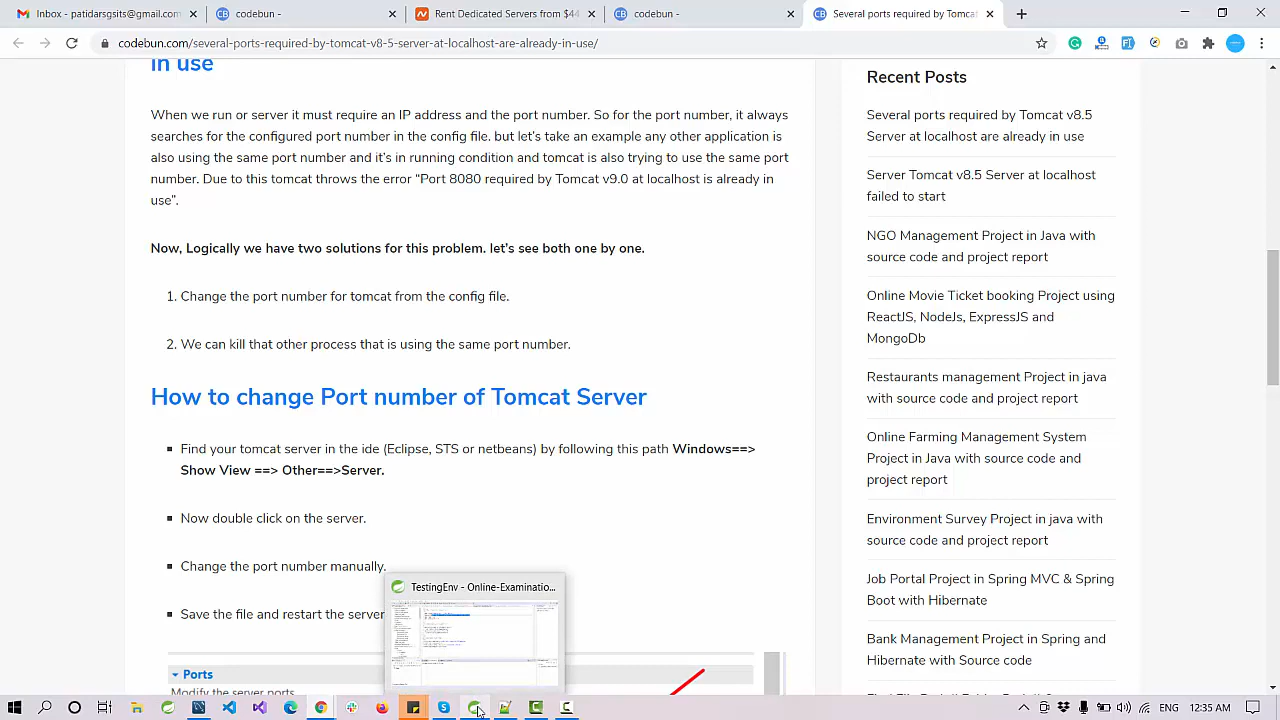 Inbox - patidarsgate@gmail.com
codebun -
Rent Dedicated Servers from $44
codebun -
Several ports required by Tomcat
codebun.com/several-ports-required-by-tomcat-v8-5-server-at-localhost-are-already-in-use/
in use
When we run or server it must require an IP address and the port number. So for the port number, it always
searches for the configured port number in the config file. but let's take an example any other application is
also using the same port number and it's in running condition and tomcat is also trying to use the same port
number. Due to this tomcat throws the error "Port 8080 required by Tomcat v9.0 at localhost is already in
use".
Now, Logically we have two solutions for this problem. let's see both one by one.
1. Change the port number for tomcat from the config file.
2. We can kill that other process that is using the same port number.
How to change Port number of Tomcat Server
Find your tomcat server in the ide (Eclipse, STS or netbeans) by following this path Windows==>
Show View ==> Other==>Server.
Now double click on the server.
Change the port number manually.
Save the file and restart the server
Ports
Modify the server ports.
Recent Posts
Several ports required by Tomcat v8.5
Server at localhost are already in use
Server Tomcat v8.5 Server at localhost
failed to start
NGO Management Project in Java with
source code and project report
Online Movie Ticket booking Project using
ReactJS, NodeJs, ExpressJS and
MongoDb
Restaurants management Project in java
with source code and project report
Online Farming Management System
Project in Java with source code and
project report
Environment Survey Project in java with
source code and project report
Job Portal Project in Spring MVC & Spring
Boot with Hibernate
Bank Management Project in Spring and
Hibernate with Source code
TestingEnv - Online-Examinatio...
ENG
12:35 AM